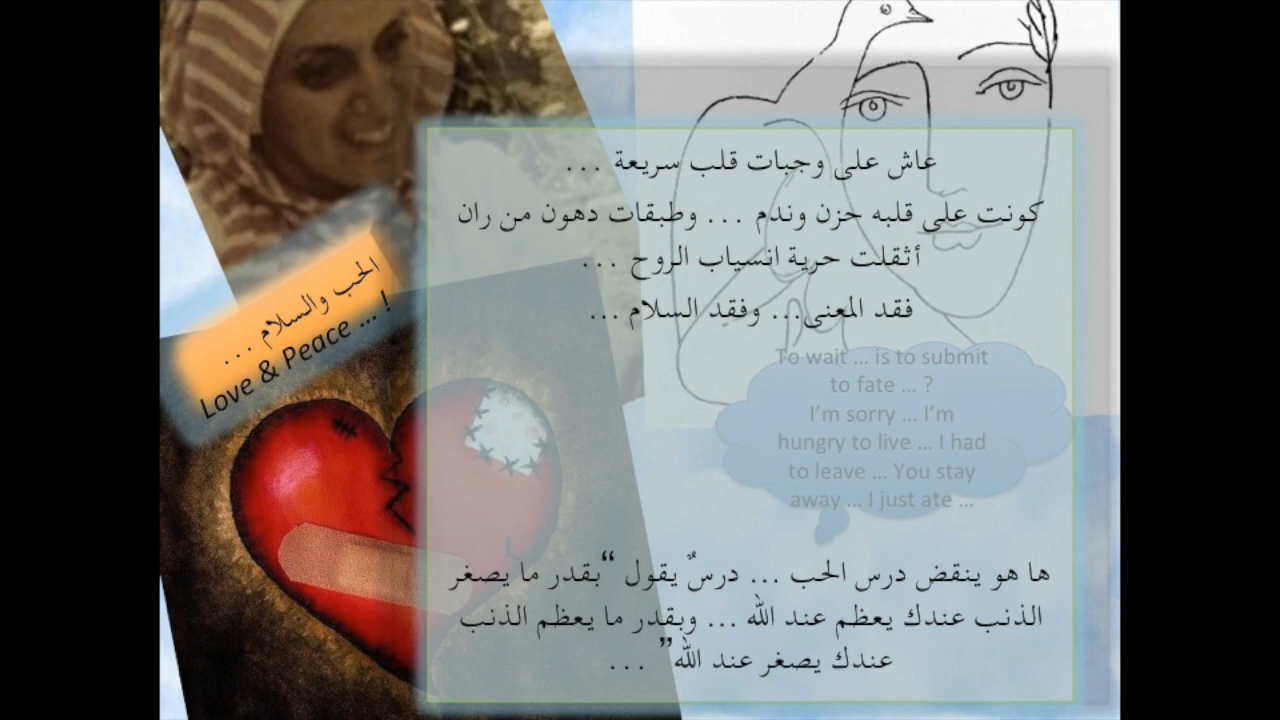 عاش على وجبات قلب سريعة ...
كونت على قلبه حزن وندم ... وطبقات دهون من ران
أثقلت حرية انسياب الروح ...
فقد المعنى... وفقد السلام ...
الحب والسلام ...
Love & Peace ... !
To wait ... is to submit
to fate ... ?
I'm sorry ... I'm
hungry to live ... I had
to leave ... You stay
away ... I just ate ...
ها هو ينقض درس الحب ... درسٌ يقول “بقدر ما يصغر
الذنب عندك يعظم عند الله ... وبقدر ما يعظم الذنب
عندك يصغر عند الله” ...